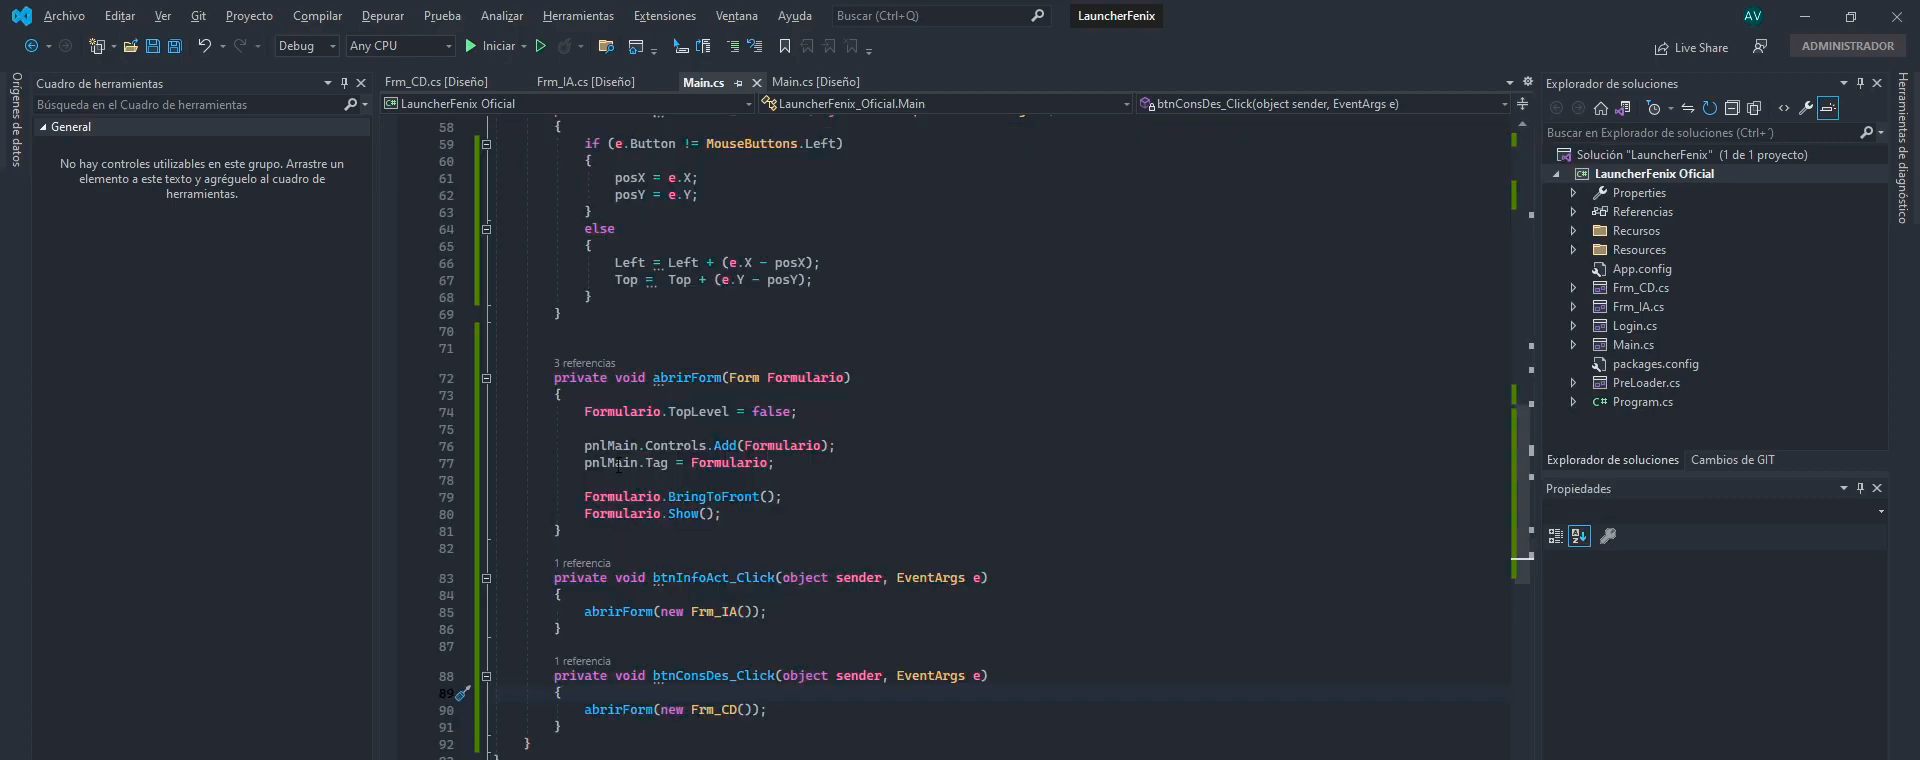 Archivo Editar Ver Git Proyecto Compilar Depurar Prueba Analizar Herramientas Extensiones Ventana Ayuda Buscar (Ctrl+Q) LauncherFenix AV
Debug Any CPU Iniciar Live Share ADMINISTRADOR
Orígenes de datos
Cuadro de herramientas
Búsqueda en el Cuadro de herramientas
General
No hay controles utilizables en este grupo. Arrastre un
elemento a este texto y agréguelo al cuadro de
herramientas.
Frm_CD.cs [Diseño] Frm_IA.cs [Diseño] Main.cs Main.cs [Diseño]
LauncherFenix Oficial LauncherFenix_Oficial.Main btnConsDes_Click(object sender, EventArgs e)
58 {
59 if (e.Button != MouseButtons.Left)
60 {
61 posX = e.X;
62 posY = e.Y;
63 }
64 else
65 {
66 Left = Left + (e.X - posX);
67 Top = Top + (e.Y - posY);
68 }
69 }
70
71
3 referencias
72 private void abrirForm(Form Formulario)
73 {
74 Formulario.TopLevel = false;
75
76 pnlMain.Controls.Add(Formulario);
77 pnlMain.Tag = Formulario;
78
79 Formulario.BringToFront();
80 Formulario.Show();
81 }
82
1 referencia
83 private void btnInfoAct_Click(object sender, EventArgs e)
84 {
85 abrirForm(new Frm_IA());
86 }
87
1 referencia
88 private void btnConsDes_Click(object sender, EventArgs e)
89 {
90 abrirForm(new Frm_CD());
91 }
92 }
Explorador de soluciones
Buscar en Explorador de soluciones (Ctrl+´)
Solución "LauncherFenix" (1 de 1 proyecto)
LauncherFenix Oficial
Properties
Referencias
Recursos
Resources
App.config
Frm_CD.cs
Frm_IA.cs
Login.cs
Main.cs
packages.config
PreLoader.cs
Program.cs
Explorador de soluciones Cambios de GIT
Propiedades
Herramientas de diagnóstico